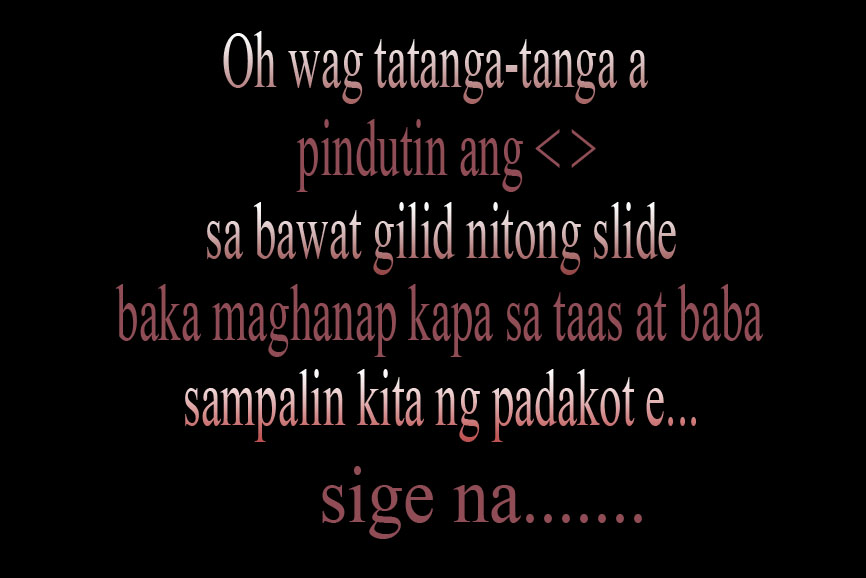 Oh wag tatanga-tanga a
pindutin ang < >
sa bawat gilid nitong slide
baka maghanap kapa sa taas at baba
sampalin kita ng padakot e...
sige na.......